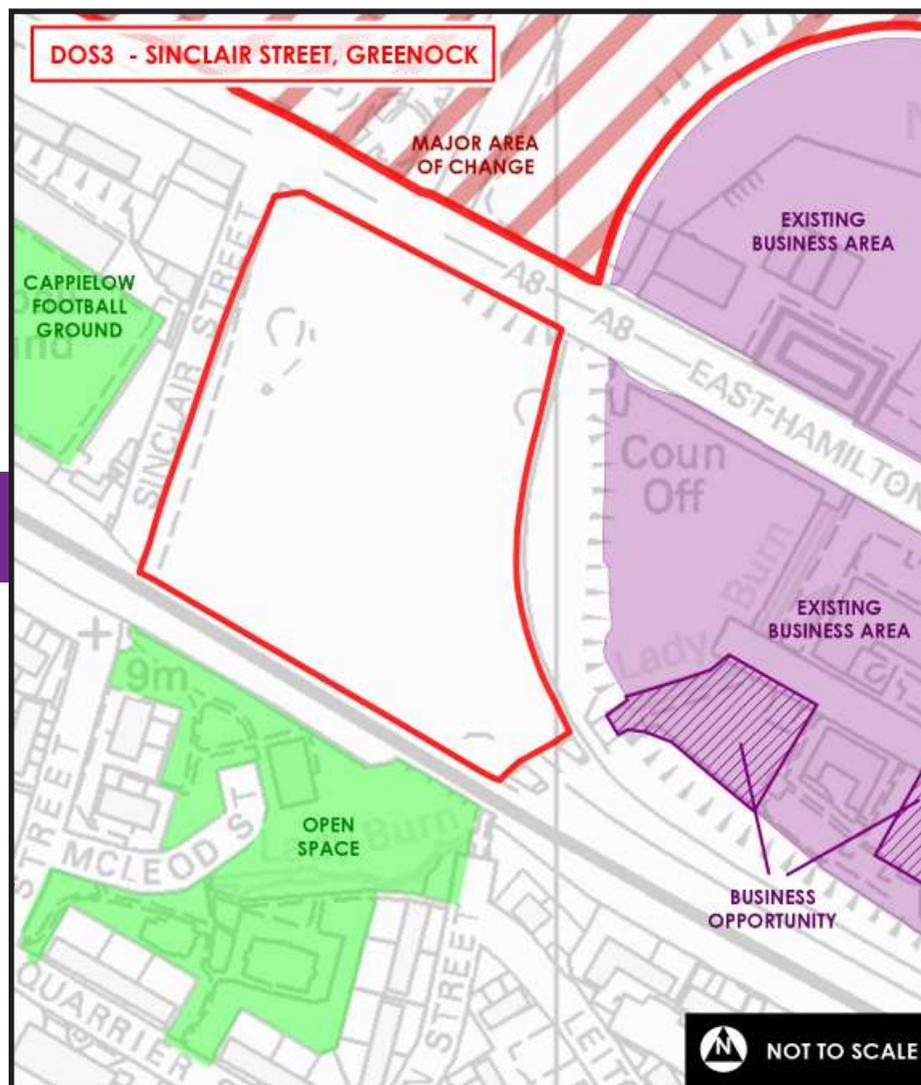 DOS3 - SINCLAIR STREET, GREENOCK
MAJOR AREA
OF CHANGE
EXISTING
BUSINESS AREA
CAPPIELOW
FOOTBALL
GROUND
SINCLAIR STREET
A8
A8
EAST HAMILTON
Coun
Off
Lady Burn
EXISTING
BUSINESS AREA
9m
OPEN
SPACE
Burn
MCLEOD ST
STREET
BUSINESS
OPPORTUNITY
QUARRIER
STREET
N
NOT TO SCALE